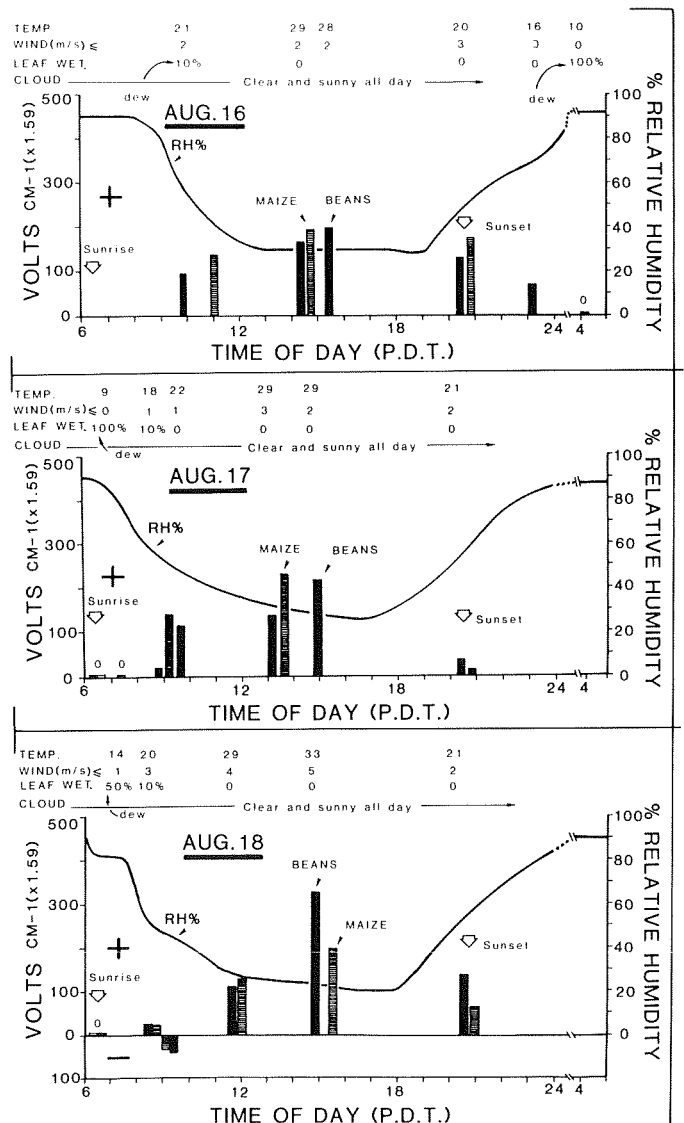 TEMP. 21 29 28 20 16 10
WIND(m/s)≤ 2 2 2 3 0 0
LEAF WET. 10% 0 0 0 100%
CLOUD Clear and sunny all day
dew dew
AUG.16
500 100
RH% 80
300 60
MAIZE BEANS
40
Sunrise Sunset
100 20
0 0 0
6 12 18 24 4
TIME OF DAY (P.D.T.)
VOLTS CM-1(x1.59)
% RELATIVE HUMIDITY
TEMP. 9 18 22 29 29 21
WIND(m/s)≤0 1 1 3 2 2
LEAF WET. 100% 10% 0 0 0 0
CLOUD Clear and sunny all day
dew
AUG.17
500 100
80
RH%
300 60
MAIZE BEANS
40
Sunrise Sunset
100 20
0 0
0 0
6 12 18 24 4
TIME OF DAY (P.D.T.)
VOLTS CM-1(x1.59)
% RELATIVE HUMIDITY
TEMP. 14 20 29 33 21
WIND(m/s)≤ 1 3 4 5 2
LEAF WET. 50% 10% 0 0 0
CLOUD Clear and sunny all day
dew
AUG.18
500 100
80
BEANS
300 60
RH% MAIZE
40
Sunrise Sunset
100 20
0
0 0
100
6 12 18 24 4
TIME OF DAY (P.D.T.)
VOLTS CM-1(x1.59)
% RELATIVE HUMIDITY